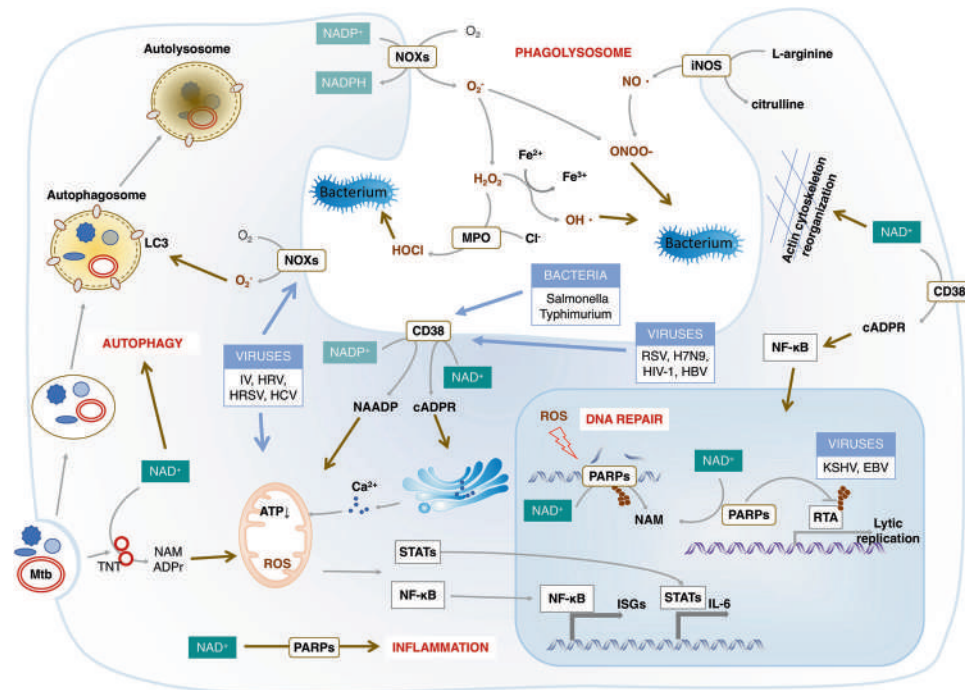 Autolysosome
NADP⁺
NOXs
O₂
PHAGOLYSOSOME
NADPH
O₂⁻
NO •
iNOS
L-arginine
citrulline
ONOO-
Fe²⁺
Fe³⁺
H₂O₂
OH •
Bacterium
MPO
Cl⁻
HOCl
Bacterium
Actin cytoskeleton
reorganization
NAD⁺
CD38
cADPR
NF-κB
Autophagosome
LC3
O₂
NOXs
O₂⁻
AUTOPHAGY
VIRUSES
IV, HRV,
HRSV, HCV
BACTERIA
Salmonella
Typhimurium
CD38
NADP⁺
NAD⁺
VIRUSES
RSV, H7N9,
HIV-1, HBV
NAADP
cADPR
Ca²⁺
ATP↓
ROS
NAD⁺
Mtb
TNT
NAM
ADPr
STATs
NF-κB
ROS
DNA REPAIR
PARPs
NAD⁺
NAM
NAD⁺
PARPs
VIRUSES
KSHV, EBV
RTA
Lytic
replication
NF-κB
ISGs
STATs
IL-6
NAD⁺
PARPs
INFLAMMATION